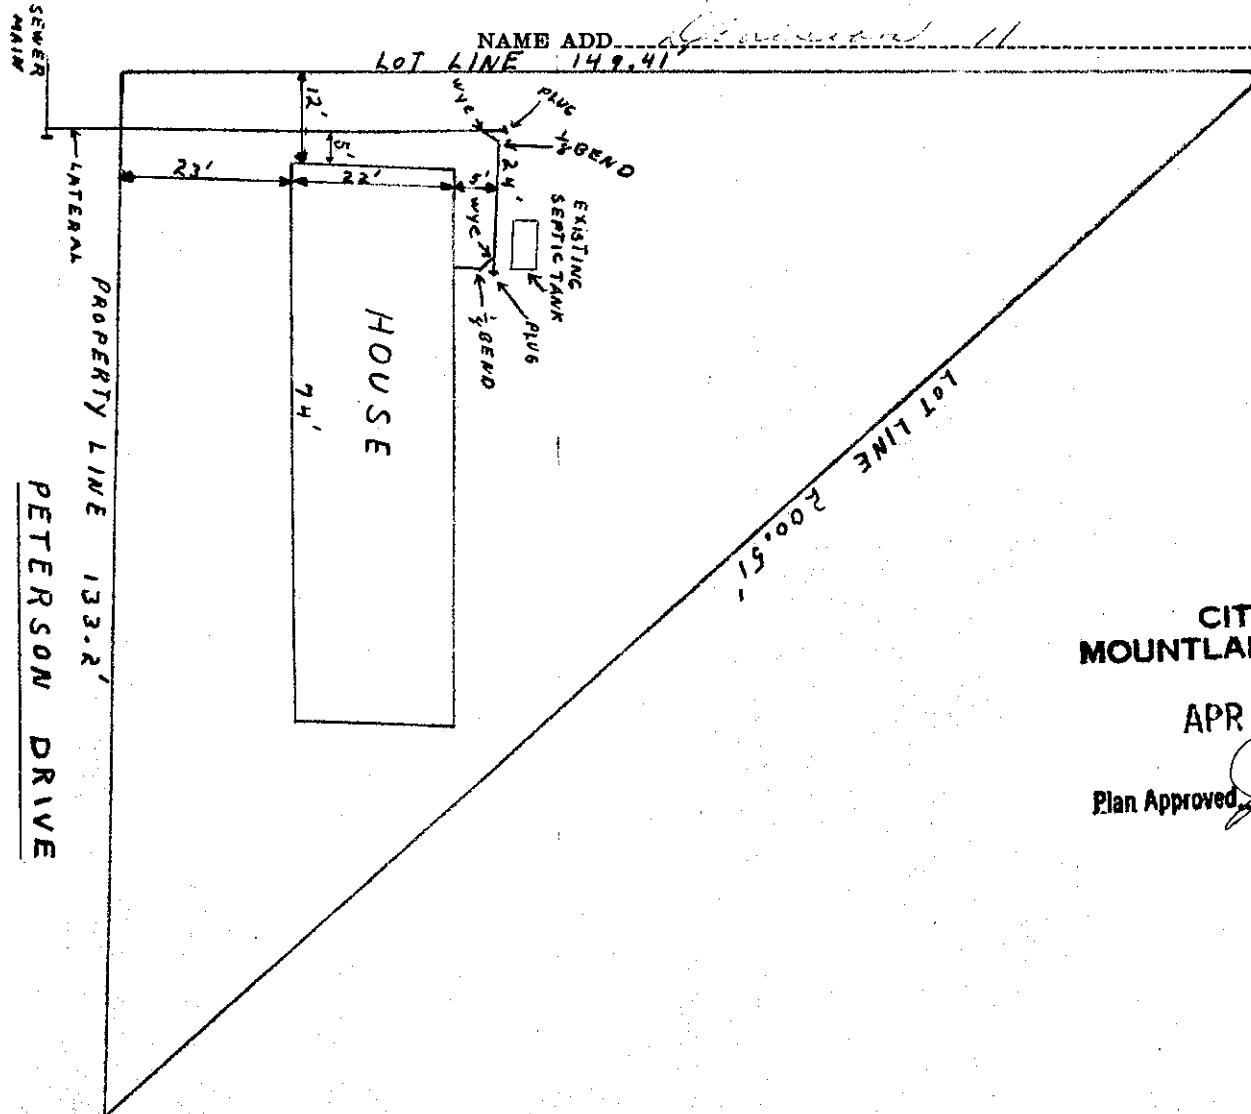 NAME ADD
LOT LINE 149.41'
SEWER MAIN
LATERAL
12'
5'
23'
22'
5'
WYE
PLUG
1/8 BEND
24'
WYE
EXISTING
SEPTIC TANK
PLUG
1/8 BEND
HOUSE
74'
PROPERTY LINE 133.2'
PETERSON DRIVE
LOT LINE 200.51'
CIT
MOUNTLA
APR
Plan Approved